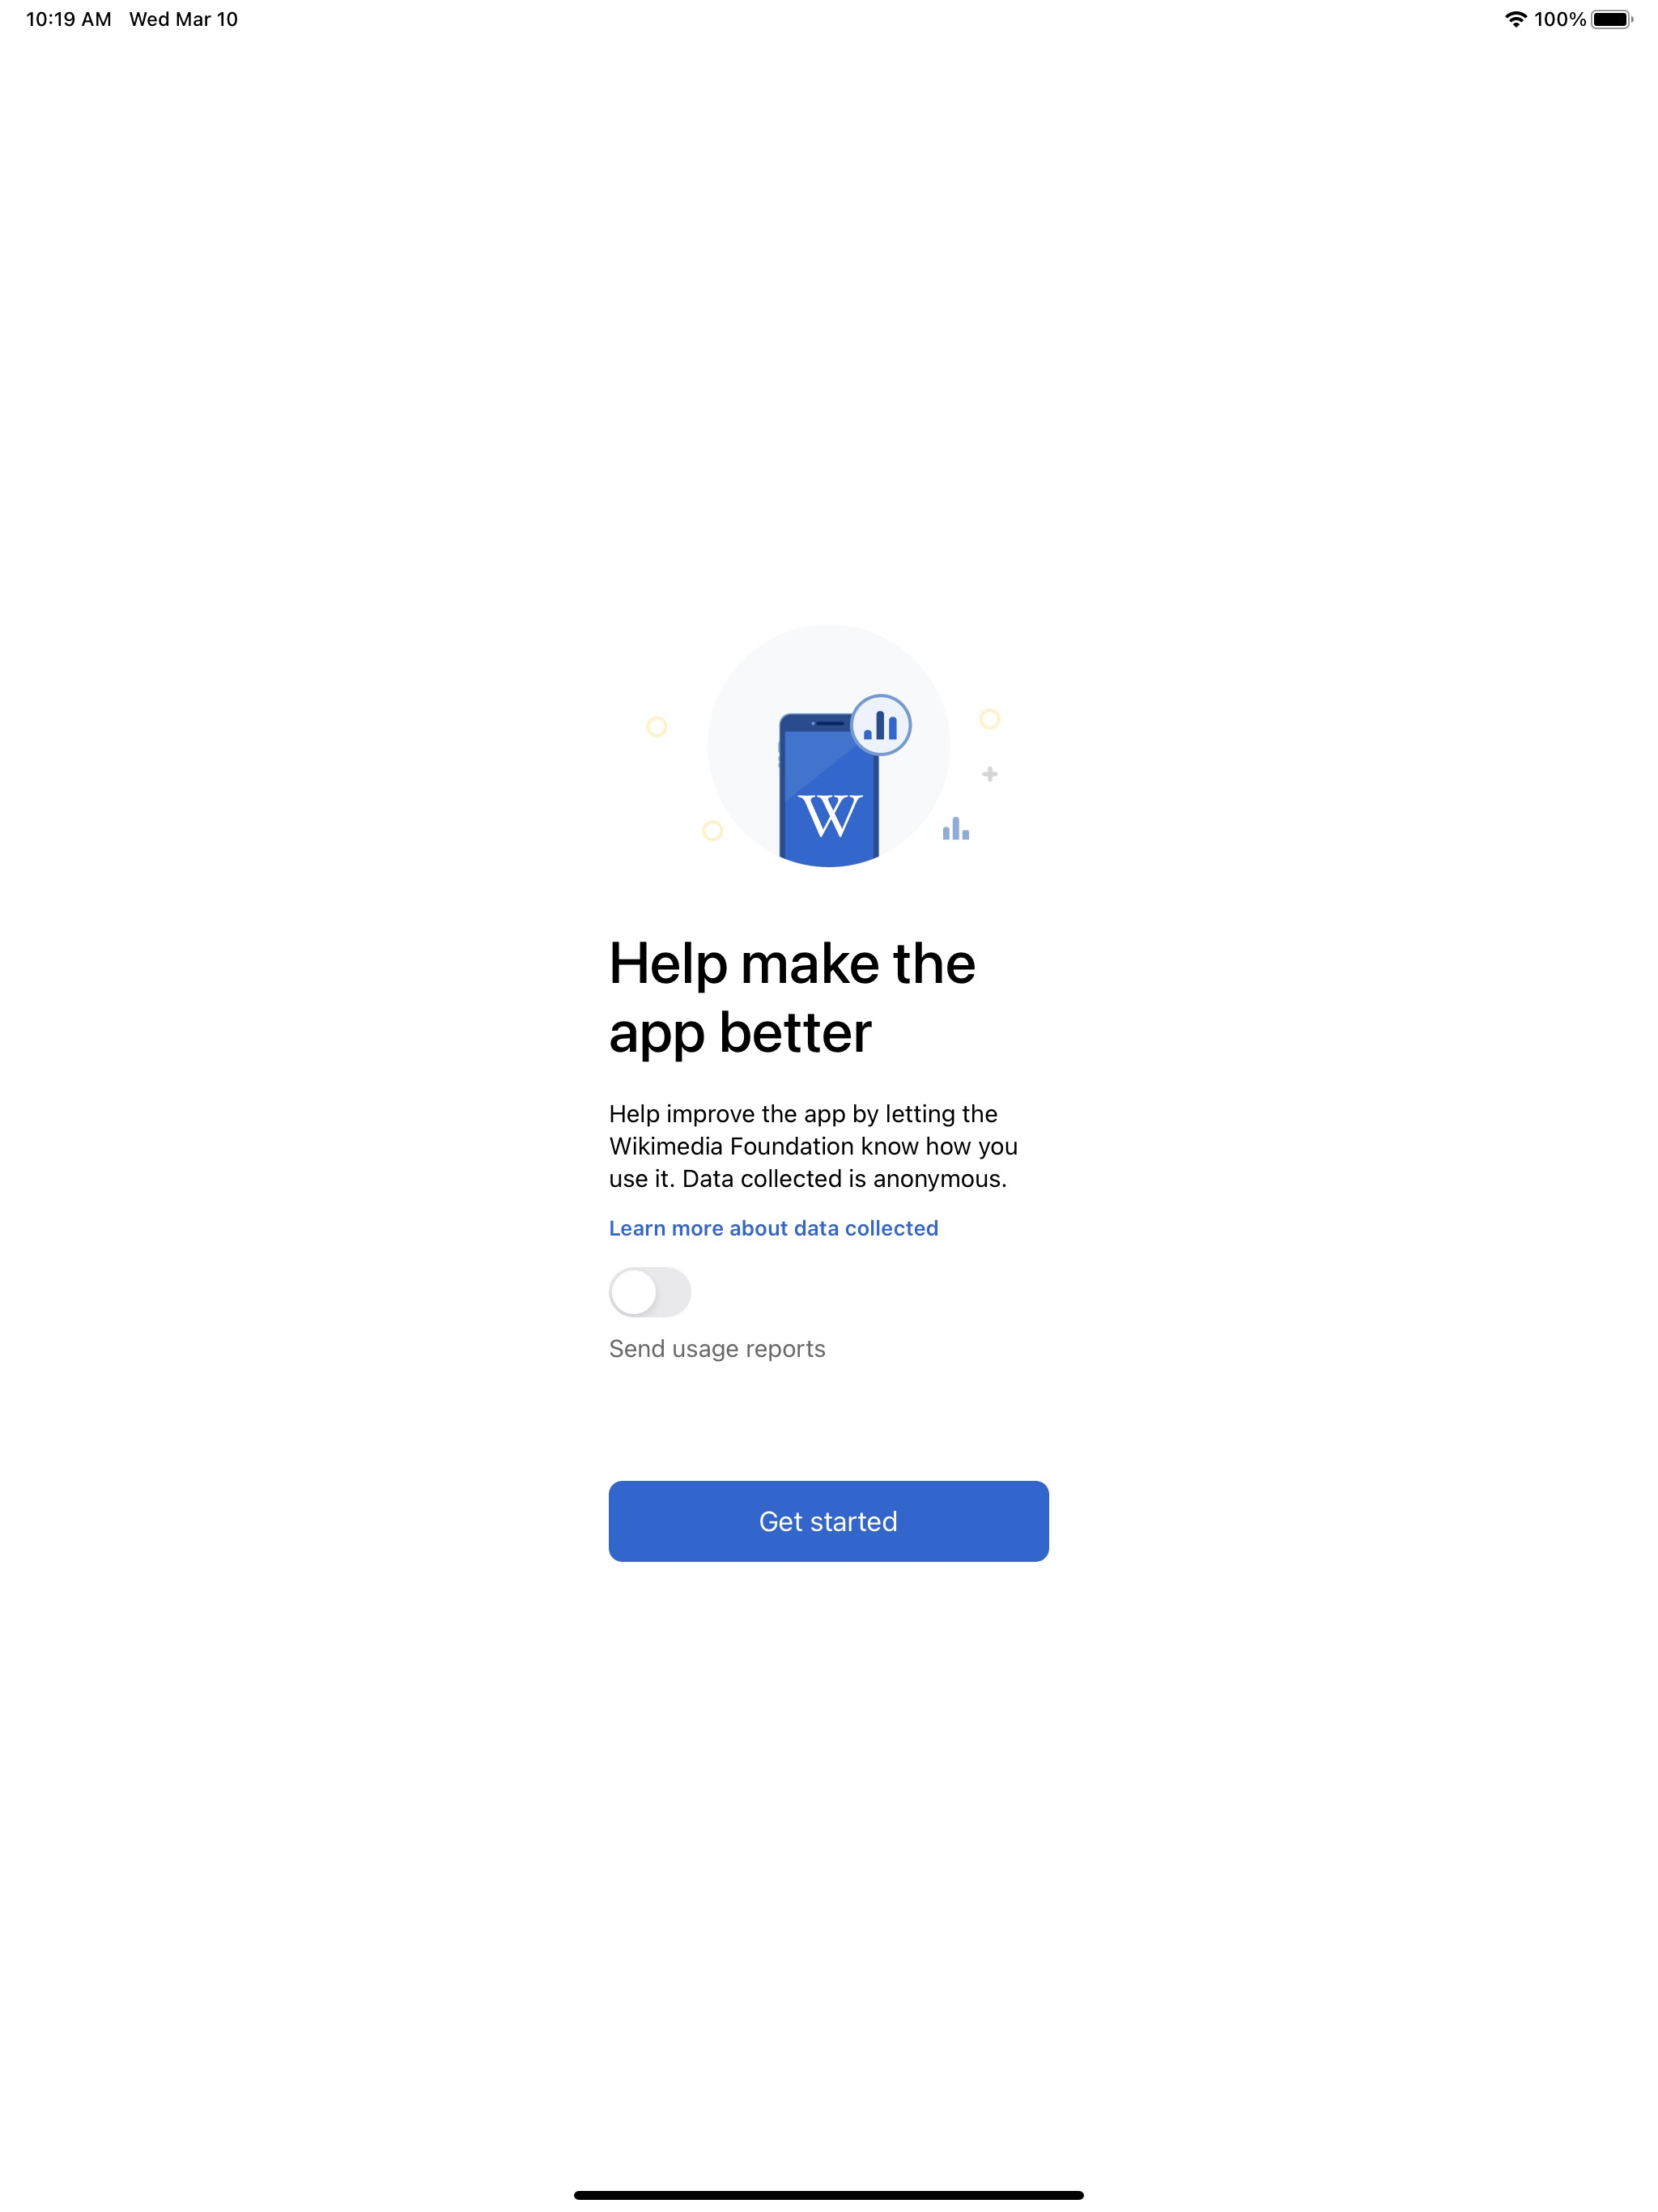 10:19 AM Wed Mar 10
100%
W
Help make the
app better
Help improve the app by letting the
Wikimedia Foundation know how you
use it. Data collected is anonymous.
Learn more about data collected
Send usage reports
Get started